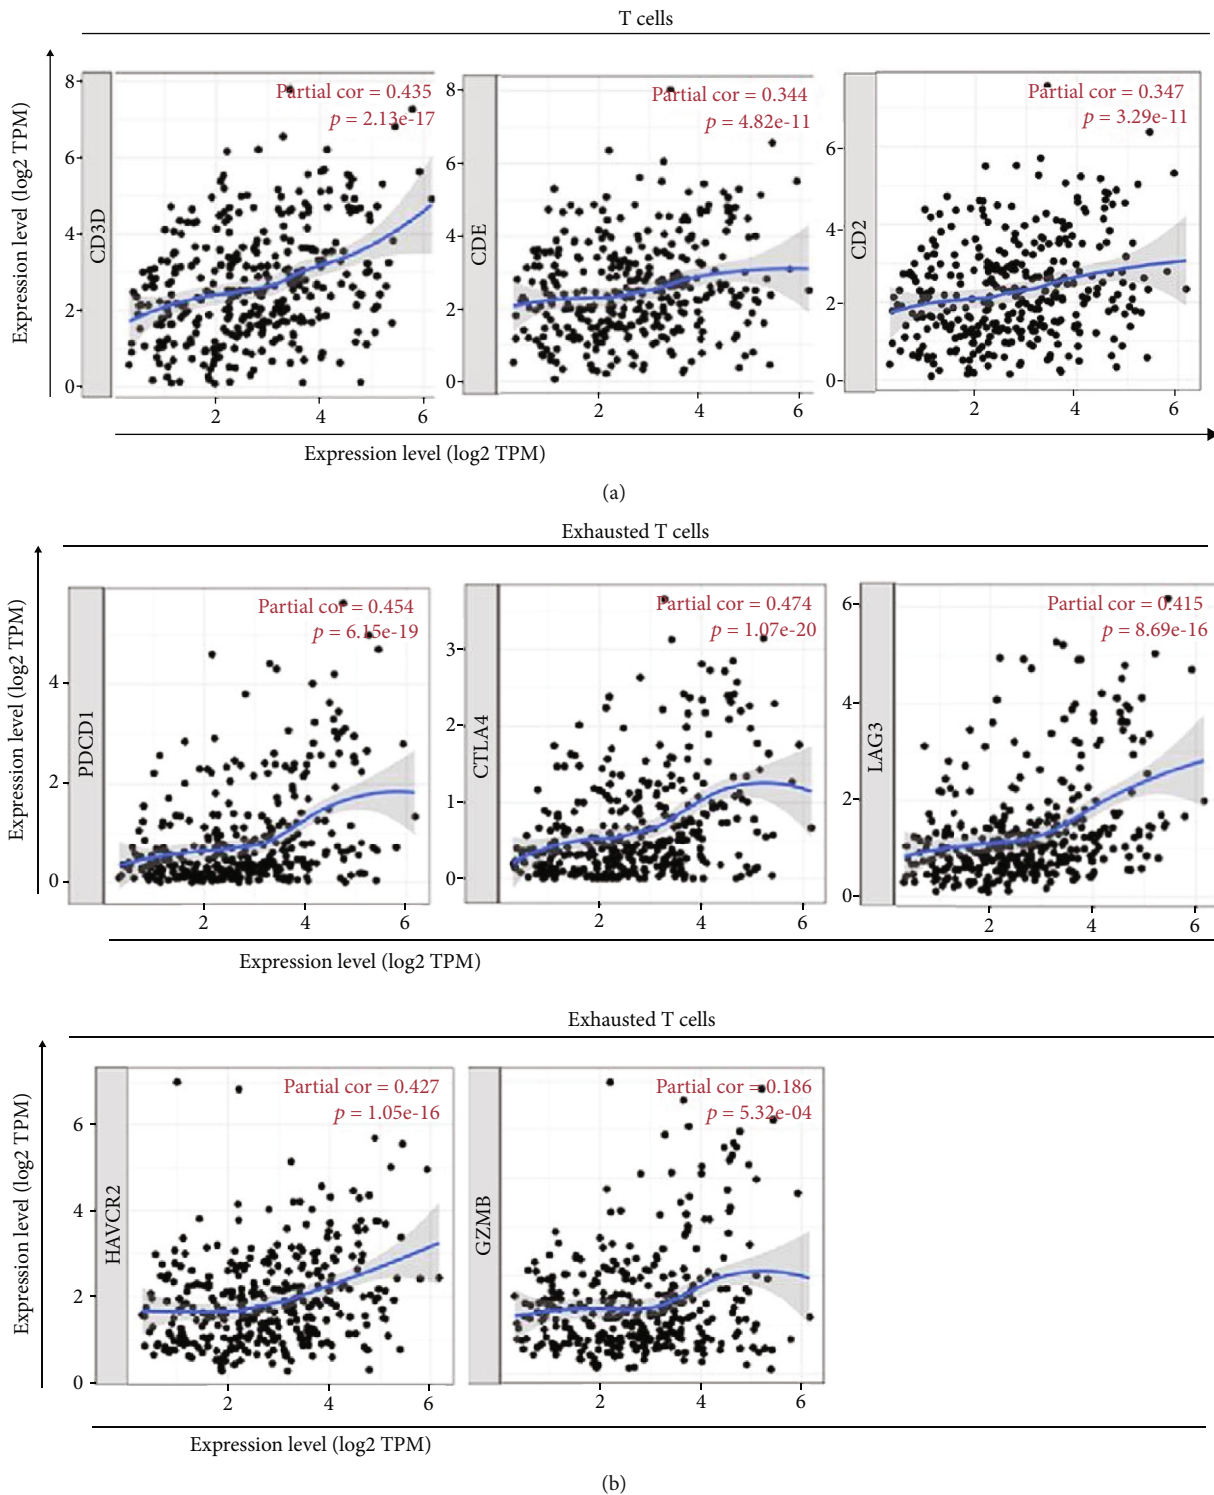 T cells
Expression level (log2 TPM)
8
6
4
2
0
CD3D
Partial cor = 0.435
p = 2.13e-17
2 4 6
8
6
4
2
0
CDE
Partial cor = 0.344
p = 4.82e-11
2 4 6
6
4
2
0
CD2
Partial cor = 0.347
p = 3.29e-11
2 4 6
Expression level (log2 TPM)
(a)
Exhausted T cells
Expression level (log2 TPM)
4
2
0
PDCD1
Partial cor = 0.454
p = 6.15e-19
2 4 6
3
2
1
0
CTLA4
Partial cor = 0.474
p = 1.07e-20
2 4 6
6
4
2
0
LAG3
Partial cor = 0.415
p = 8.69e-16
2 4 6
Expression level (log2 TPM)
Exhausted T cells
Expression level (log2 TPM)
6
4
2
0
HAVCR2
Partial cor = 0.427
p = 1.05e-16
2 4 6
GZMB
Partial cor = 0.186
p = 5.32e-04
2 4 6
Expression level (log2 TPM)
(b)